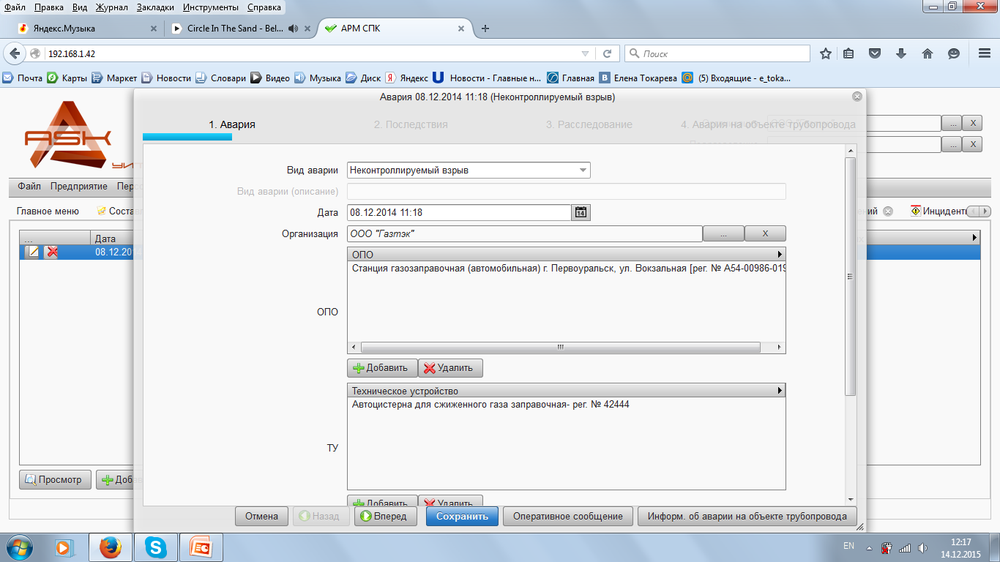 Файл Правка Вид Журнал Закладки Инструменты Справка
Яндекс.Музыка
Circle In The Sand - Bel...
АРМ СПК
192.168.1.42
Поиск
Почта Карты Маркет Новости Словари Видео Музыка Диск Яндекс Новости - Главные н... Главная Елена Токарева (5) Входящие - e_toka...
Авария 08.12.2014 11:18 (Неконтроллируемый взрыв)
1. Авария 2. Последствия 3. Расследование 4. Авария на объекте трубопровода
... X
... X
ASK
Вид аварии Неконтроллируемый взрыв
Файл Предприятие Перс
Вид аварии (описание)
Главное меню Состав
ий Инциденты
Дата 08.12.2014 11:18 14
Организация ООО "Газтэк" ... X
... Дата
08.12.20
ОПО
Станция газозаправочная (автомобильная) г. Первоуральск, ул. Вокзальная [рег. № А54-00986-019
ОПО
Добавить Удалить
Техническое устройство
Автоцистерна для сжиженного газа заправочная- рег. № 42444
ТУ
Просмотр Доба
Добавить Удалить
Отмена Назад Вперед Сохранить Оперативное сообщение Информ. об аварии на объекте трубопровода
EN 12:17
14.12.2015